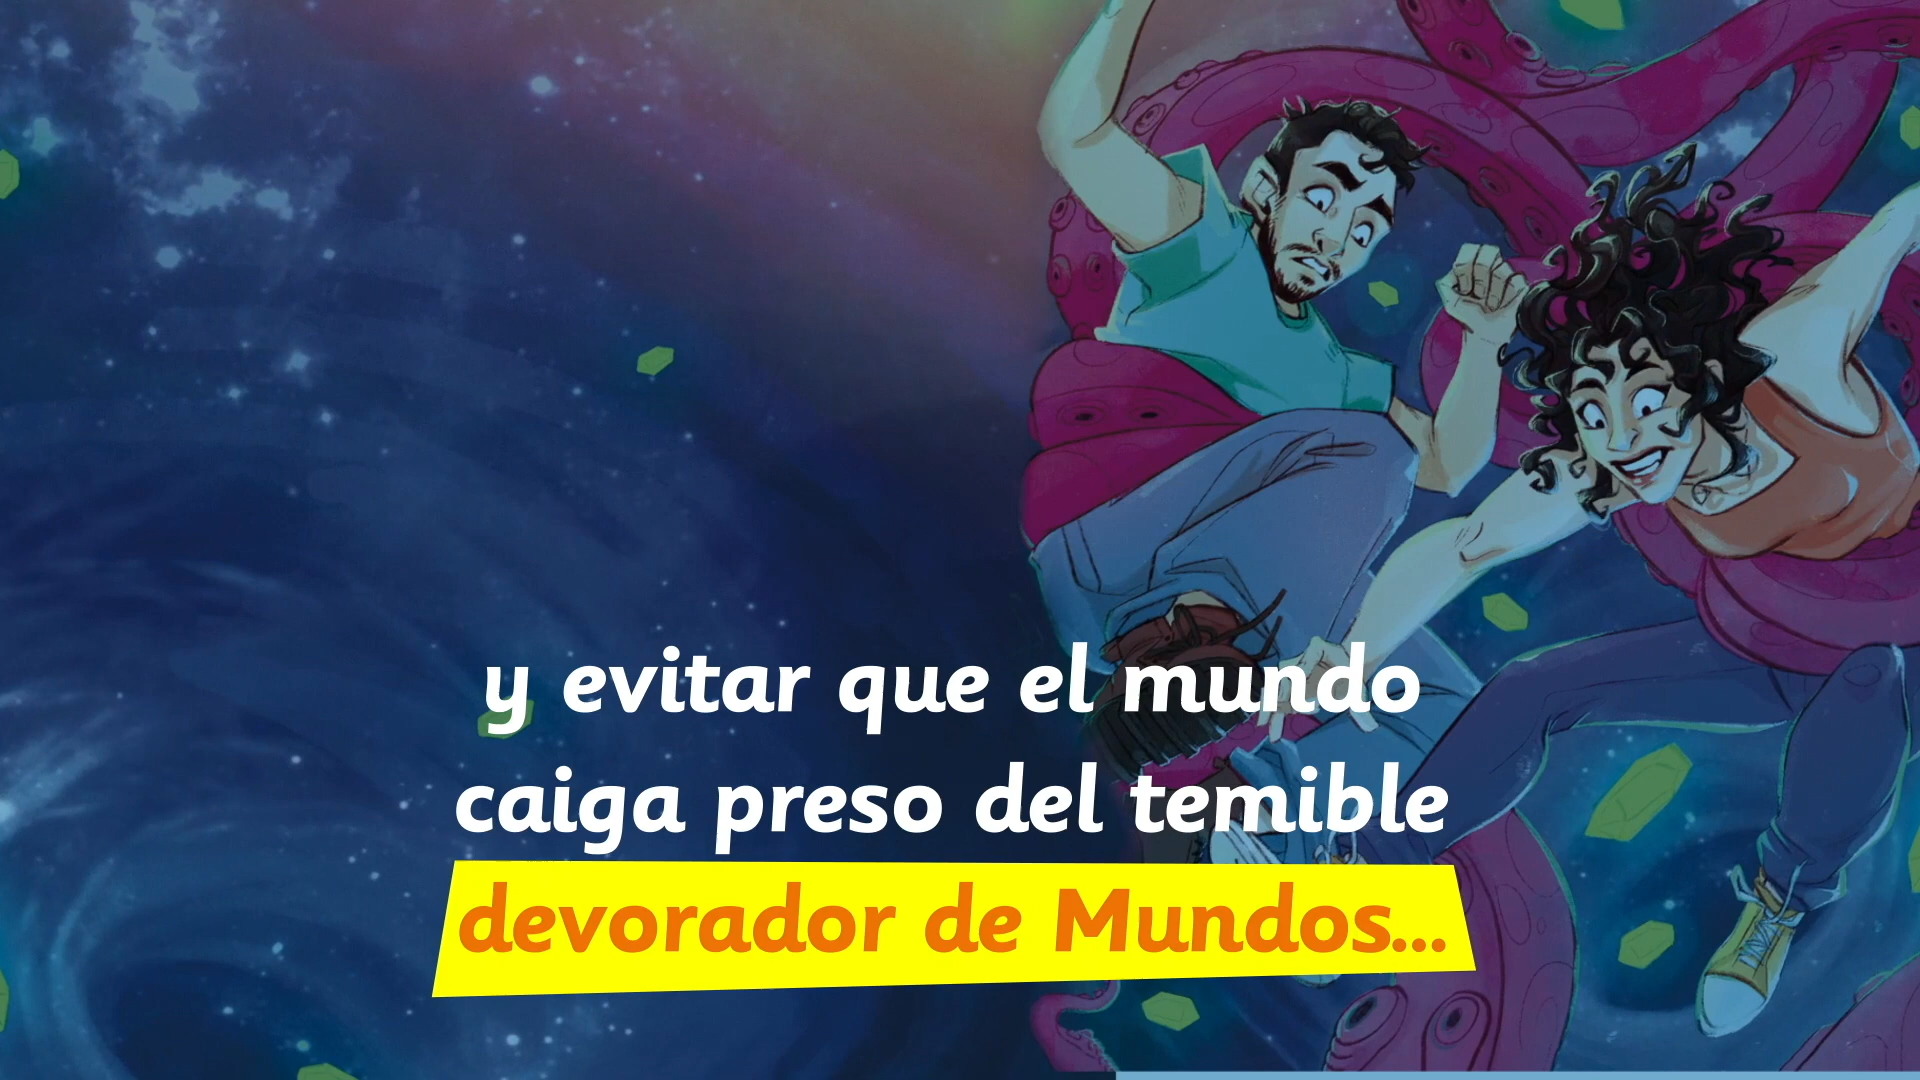 y evitar que el mundo
caiga preso del temible
devorador de Mundos...